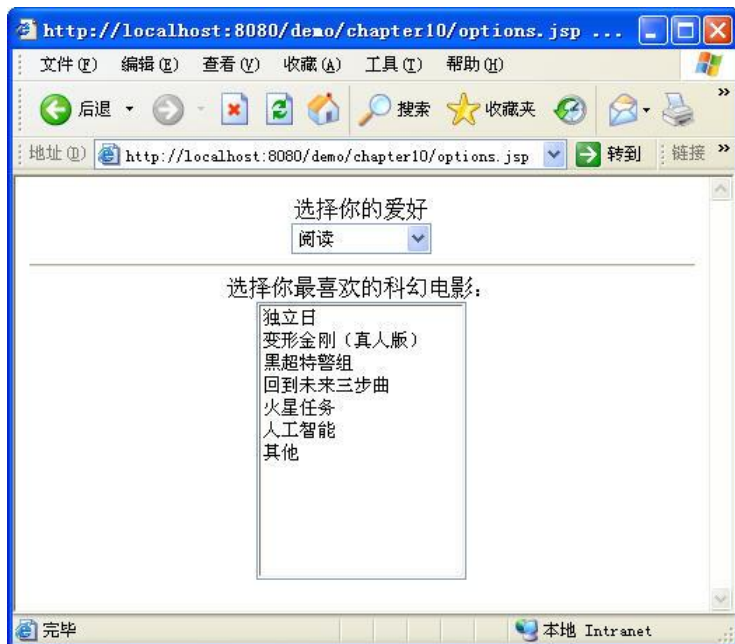 http://localhost:8080/demo/chapter10/options.jsp ...
文件(F) 编辑(E) 查看(V) 收藏(A) 工具(T) 帮助(H)
后退 搜索 收藏夹 »
地址(D) http://localhost:8080/demo/chapter10/options.jsp 转到 链接 »
选择你的爱好
阅读
选择你最喜欢的科幻电影:
独立日
变形金刚（真人版）
黑超特警组
回到未来三步曲
火星任务
人工智能
其他
完毕 本地 Intranet